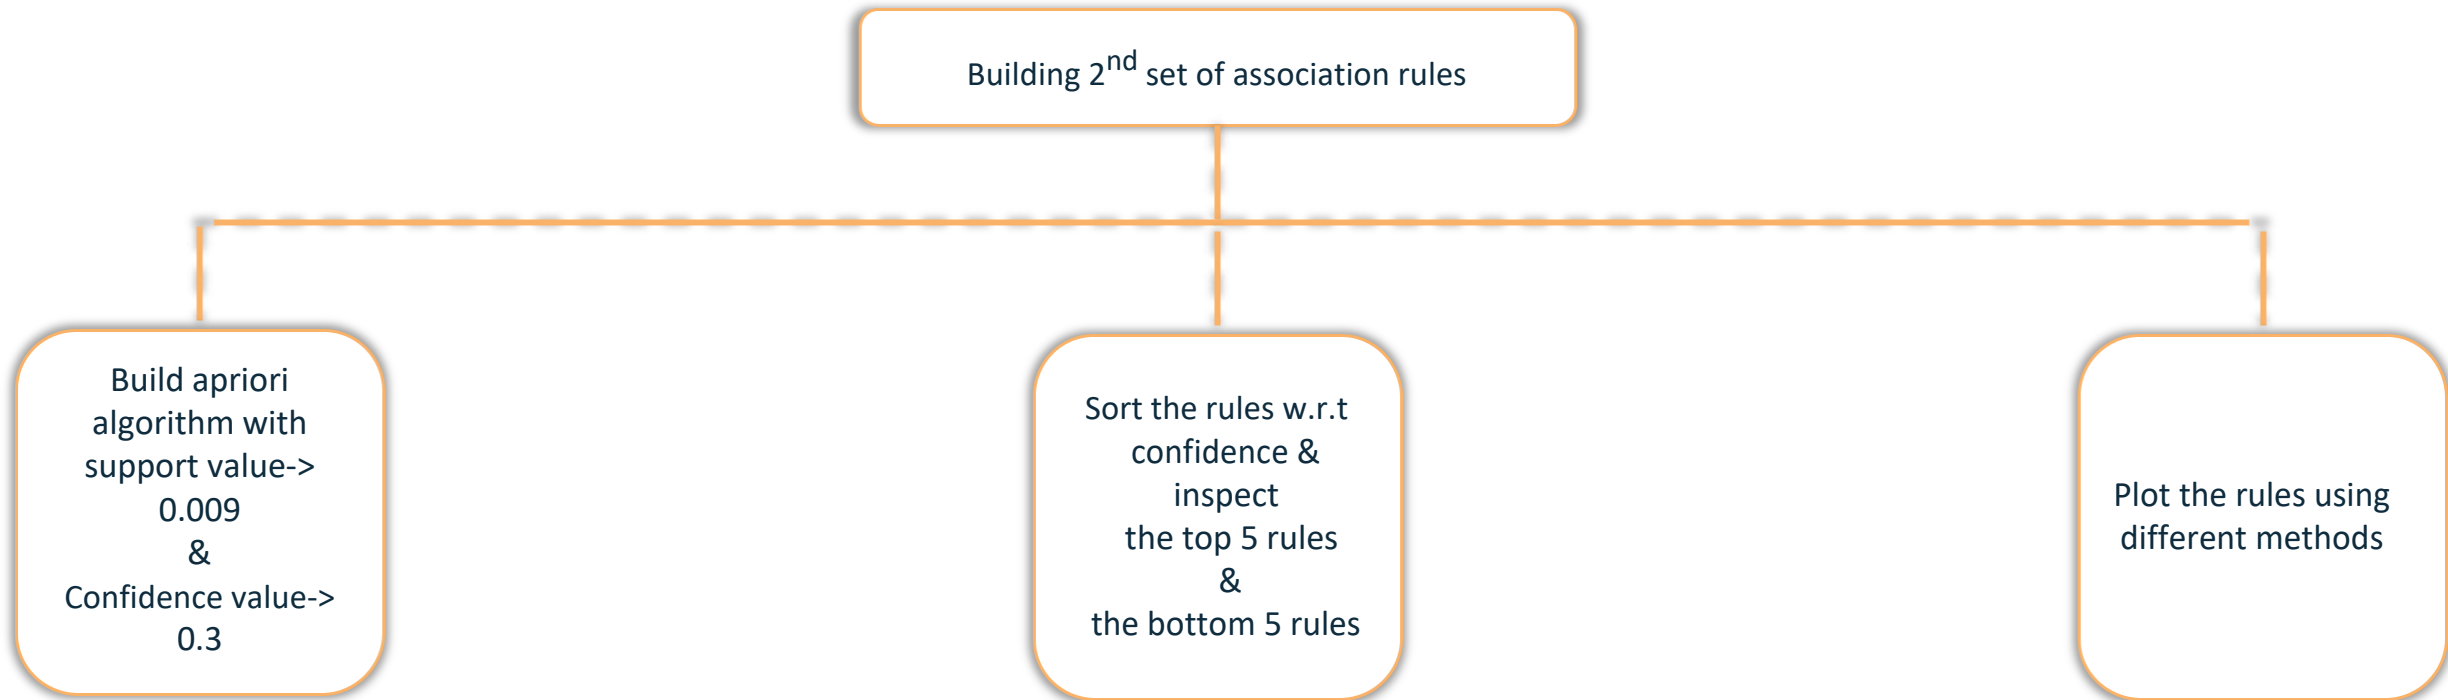 Building 2nd set of association rules
Build apriori
algorithm with
support value->
0.009
&
Confidence value->
0.3
Sort the rules w.r.t
confidence &
inspect
the top 5 rules
&
the bottom 5 rules
Plot the rules using
different methods